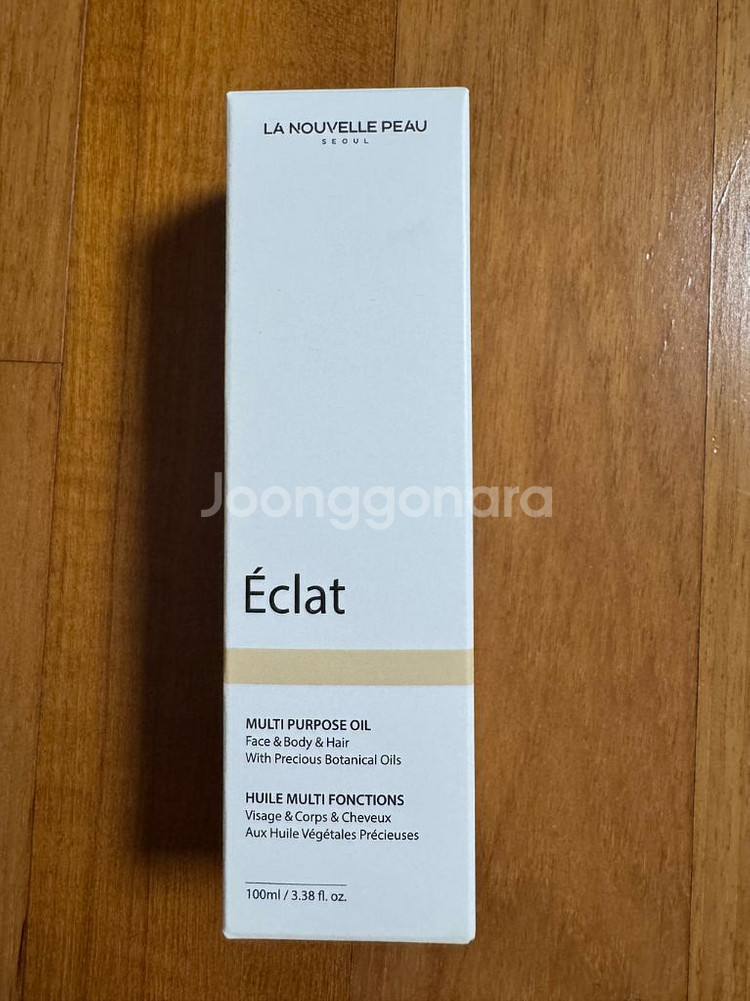 LA NOUVELLE PEAU
SEOUL
Joonggonara
Éclat
MULTI PURPOSE OIL
Face & Body & Hair
With Precious Botanical Oils
HUILE MULTI FONCTIONS
Visage & Corps & Cheveux
Aux Huile Végétales Précieuses
100ml / 3.38 fl. oz.